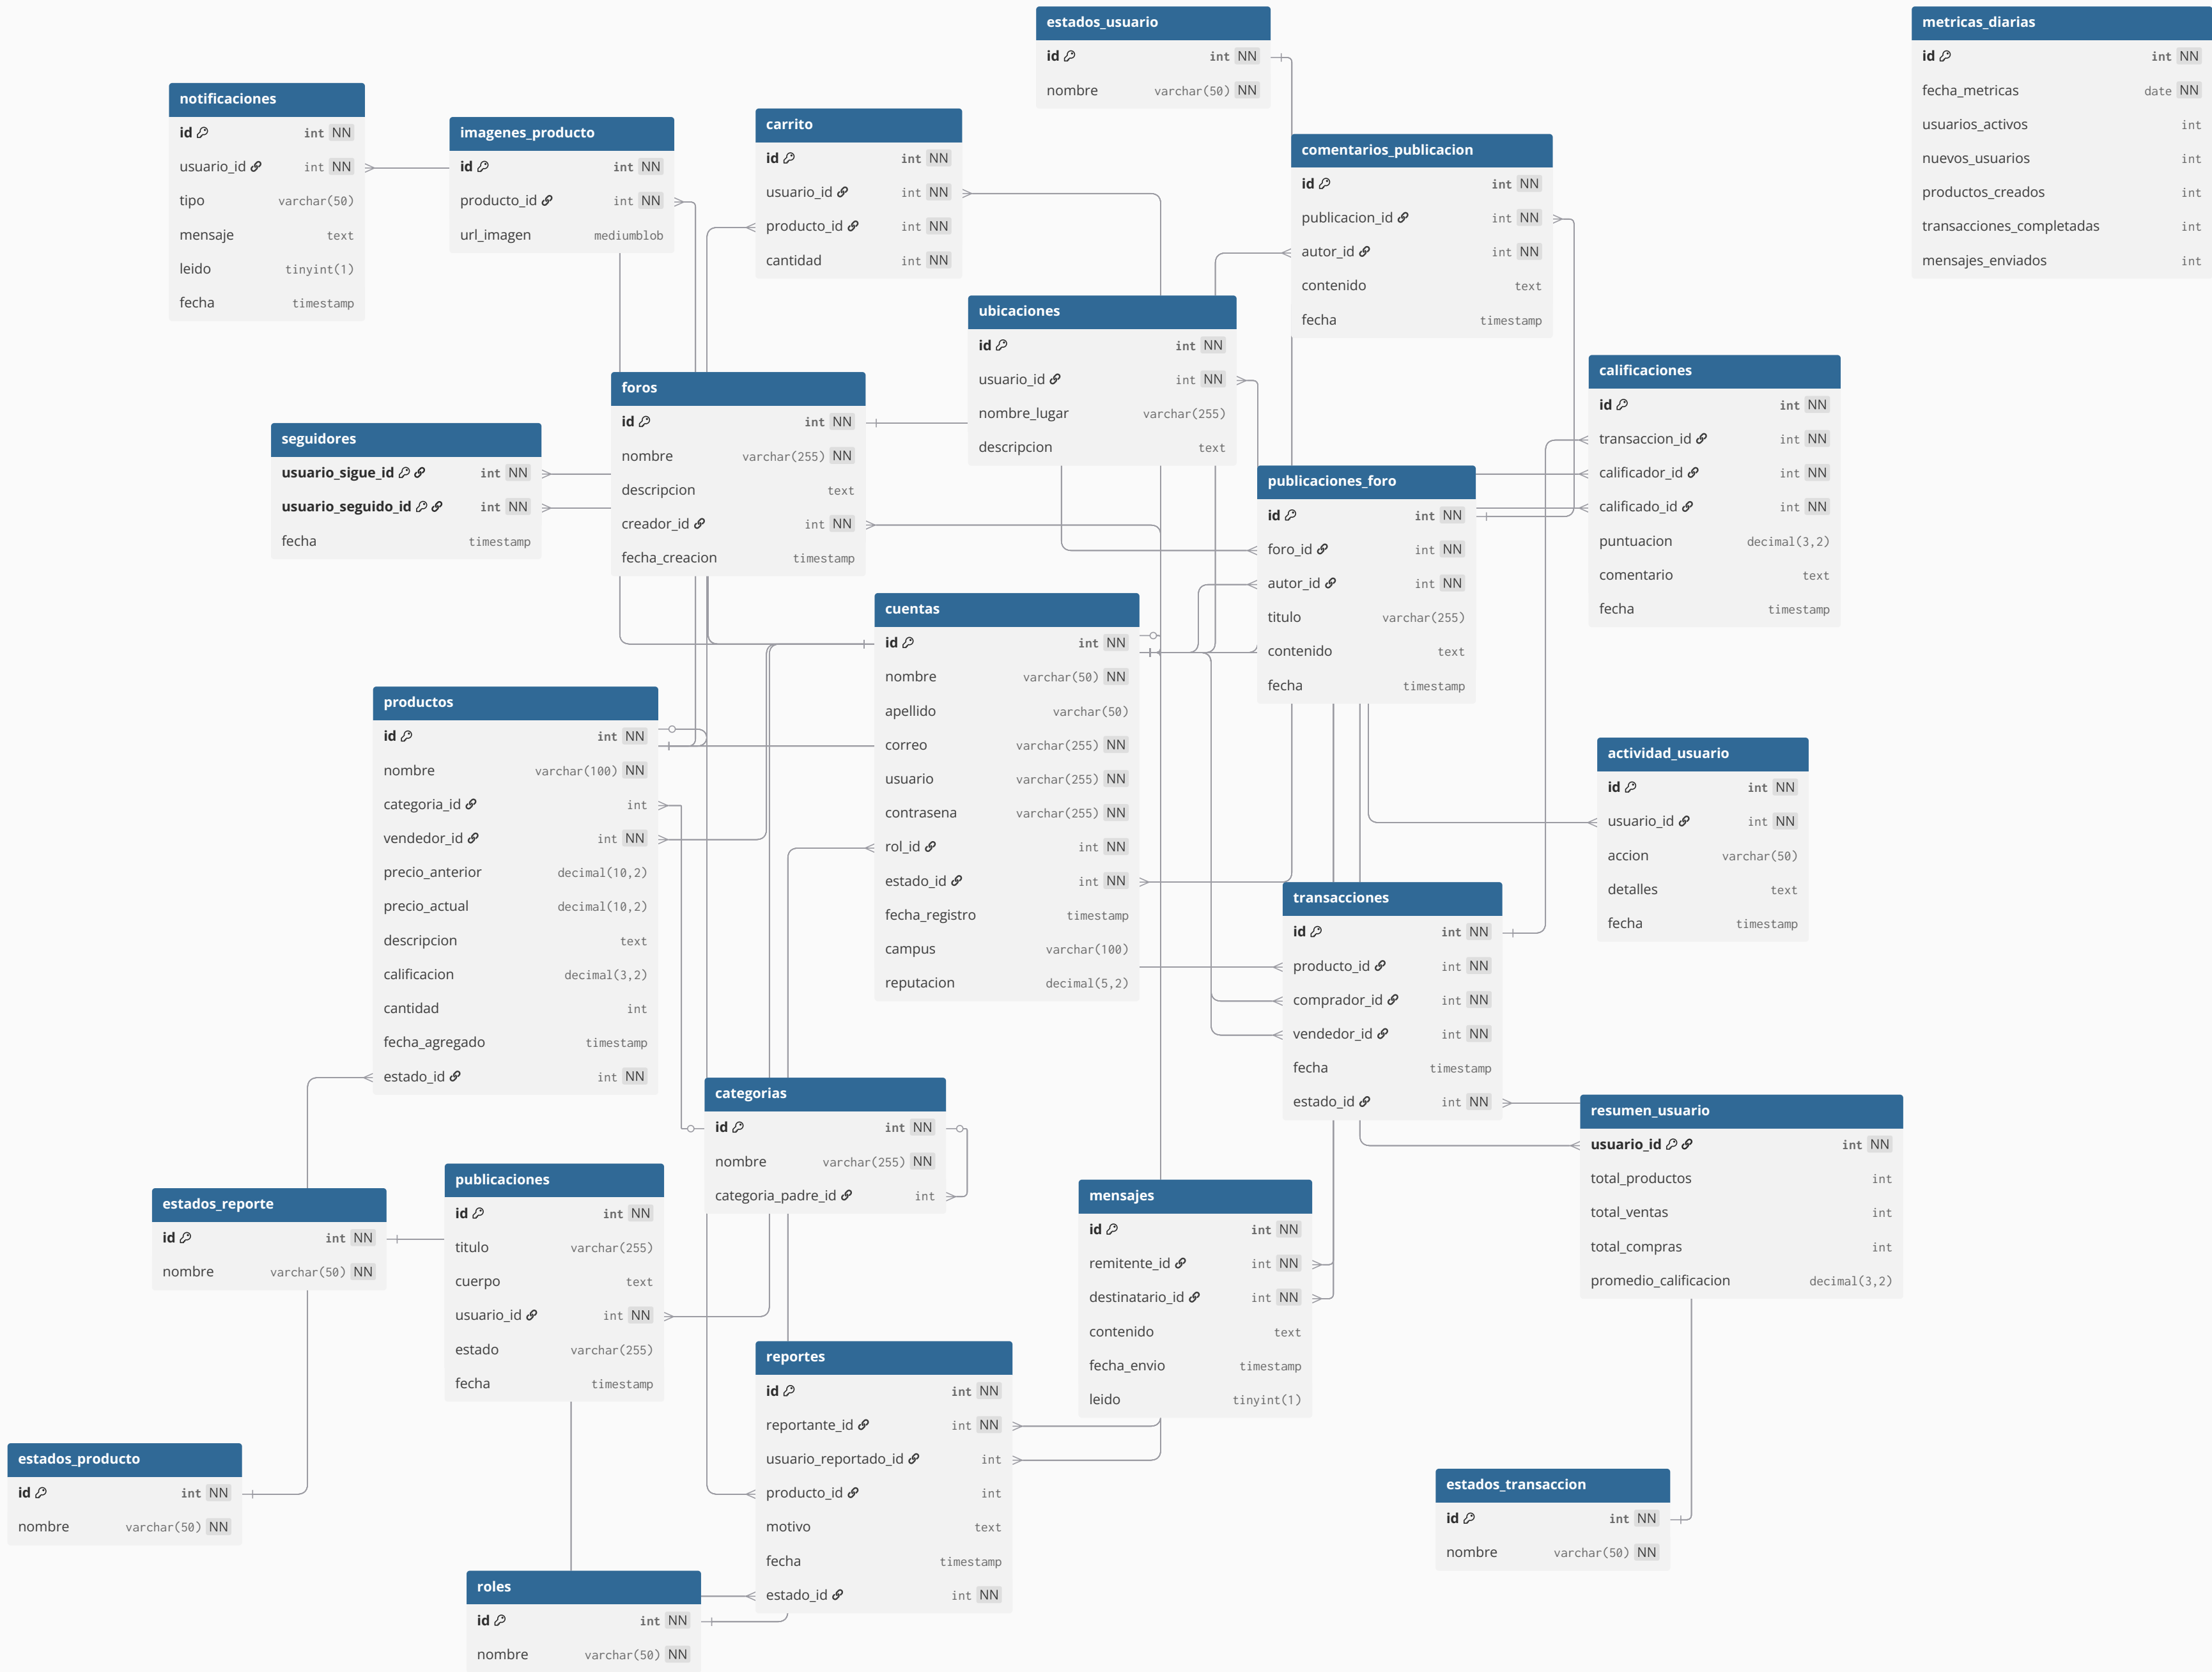 estados_usuario
id int NN
nombre varchar(50) NN
metricas_diarias
id int NN
fecha_metricas date NN
usuarios_activos int
nuevos_usuarios int
productos_creados int
transacciones_completadas int
mensajes_enviados int
notificaciones
id int NN
usuario_id int NN
tipo varchar(50)
mensaje text
leido tinyint(1)
fecha timestamp
imagenes_producto
id int NN
producto_id int NN
url_imagen mediumblob
carrito
id int NN
usuario_id int NN
producto_id int NN
cantidad int NN
comentarios_publicacion
id int NN
publicacion_id int NN
autor_id int NN
contenido text
fecha timestamp
ubicaciones
id int NN
usuario_id int NN
nombre_lugar varchar(255)
descripcion text
calificaciones
id int NN
transaccion_id int NN
calificador_id int NN
calificado_id int NN
puntuacion decimal(3,2)
comentario text
fecha timestamp
foros
id int NN
nombre varchar(255) NN
descripcion text
creador_id int NN
fecha_creacion timestamp
seguidores
usuario_sigue_id int NN
usuario_seguido_id int NN
fecha timestamp
publicaciones_foro
id int NN
foro_id int NN
autor_id int NN
titulo varchar(255)
contenido text
fecha timestamp
cuentas
id int NN
nombre varchar(50) NN
apellido varchar(50)
correo varchar(255) NN
usuario varchar(255) NN
contrasena varchar(255) NN
rol_id int NN
estado_id int NN
fecha_registro timestamp
campus varchar(100)
reputacion decimal(5,2)
productos
id int NN
nombre varchar(100) NN
categoria_id int
vendedor_id int NN
precio_anterior decimal(10,2)
precio_actual decimal(10,2)
descripcion text
calificacion decimal(3,2)
cantidad int
fecha_agregado timestamp
estado_id int NN
actividad_usuario
id int NN
usuario_id int NN
accion varchar(50)
detalles text
fecha timestamp
transacciones
id int NN
producto_id int NN
comprador_id int NN
vendedor_id int NN
fecha timestamp
estado_id int NN
categorias
id int NN
nombre varchar(255) NN
categoria_padre_id int
resumen_usuario
usuario_id int NN
total_productos int
total_ventas int
total_compras int
promedio_calificacion decimal(3,2)
publicaciones
id int NN
titulo varchar(255)
cuerpo text
usuario_id int NN
estado varchar(255)
fecha timestamp
estados_reporte
id int NN
nombre varchar(50) NN
mensajes
id int NN
remitente_id int NN
destinatario_id int NN
contenido text
fecha_envio timestamp
leido tinyint(1)
reportes
id int NN
reportante_id int NN
usuario_reportado_id int
producto_id int
motivo text
fecha timestamp
estado_id int NN
estados_producto
id int NN
nombre varchar(50) NN
estados_transaccion
id int NN
nombre varchar(50) NN
roles
id int NN
nombre varchar(50) NN